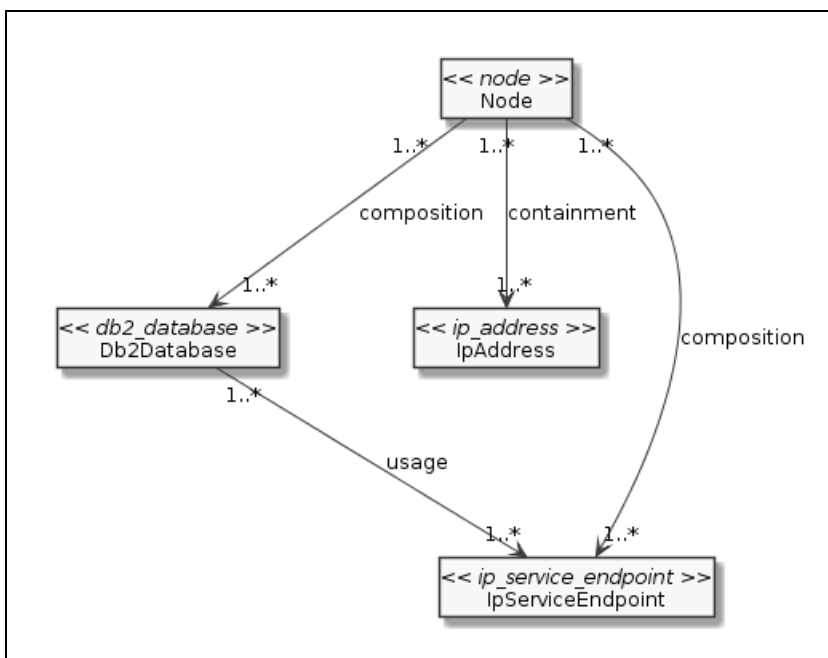 << node >>
Node
1..*
1..*
1..*
composition
containment
composition
1..*
1..*
<< db2_database >>
Db2Database
<< ip_address >>
IpAddress
1..*
usage
1..*
1..*
<< ip_service_endpoint >>
IpServiceEndpoint